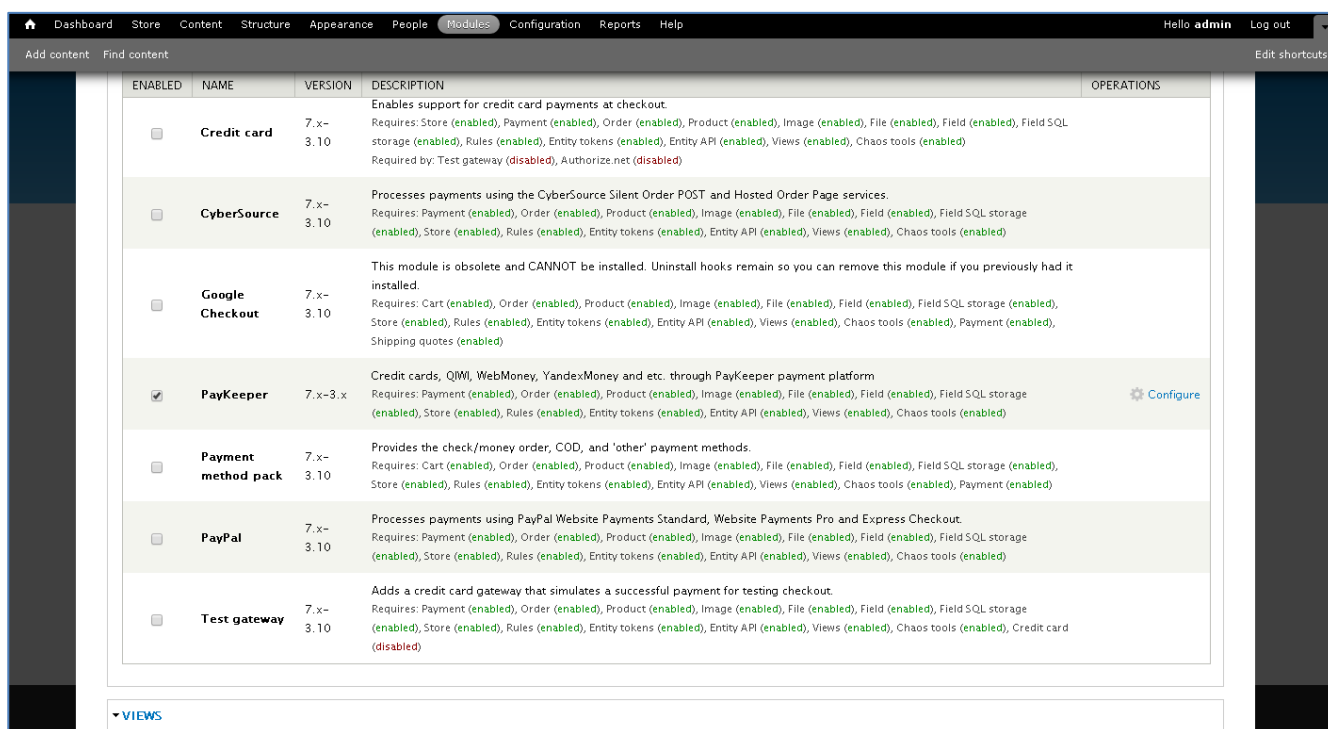 Dashboard Store Content Structure Appearance People Modules Configuration Reports Help Hello admin Log out
Add content Find content Edit shortcuts
ENABLED NAME VERSION DESCRIPTION OPERATIONS
Enables support for credit card payments at checkout.
Credit card
7.x-
3.10
Requires: Store (enabled), Payment (enabled), Order (enabled), Product (enabled), Image (enabled), File (enabled), Field (enabled), Field SQL
storage (enabled), Rules (enabled), Entity tokens (enabled), Entity API (enabled), Views (enabled), Chaos tools (enabled)
Required by: Test gateway (disabled), Authorize.net (disabled)
CyberSource
7.x-
3.10
Processes payments using the CyberSource Silent Order POST and Hosted Order Page services.
Requires: Payment (enabled), Order (enabled), Product (enabled), Image (enabled), File (enabled), Field (enabled), Field SQL storage
(enabled), Store (enabled), Rules (enabled), Entity tokens (enabled), Entity API (enabled), Views (enabled), Chaos tools (enabled)
Google
Checkout
7.x-
3.10
This module is obsolete and CANNOT be installed. Uninstall hooks remain so you can remove this module if you previously had it
installed.
Requires: Cart (enabled), Order (enabled), Product (enabled), Image (enabled), File (enabled), Field (enabled), Field SQL storage (enabled),
Store (enabled), Rules (enabled), Entity tokens (enabled), Entity API (enabled), Views (enabled), Chaos tools (enabled), Payment (enabled),
Shipping quotes (enabled)
PayKeeper
7.x-3.x
Credit cards, QIWI, WebMoney, YandexMoney and etc. through PayKeeper payment platform
Requires: Payment (enabled), Order (enabled), Product (enabled), Image (enabled), File (enabled), Field (enabled), Field SQL storage
(enabled), Store (enabled), Rules (enabled), Entity tokens (enabled), Entity API (enabled), Views (enabled), Chaos tools (enabled)
Configure
Payment
method pack
7.x-
3.10
Provides the check/money order, COD, and 'other' payment methods.
Requires: Cart (enabled), Order (enabled), Product (enabled), Image (enabled), File (enabled), Field (enabled), Field SQL storage (enabled),
Store (enabled), Rules (enabled), Entity tokens (enabled), Entity API (enabled), Views (enabled), Chaos tools (enabled), Payment (enabled)
PayPal
7.x-
3.10
Processes payments using PayPal Website Payments Standard, Website Payments Pro and Express Checkout.
Requires: Payment (enabled), Order (enabled), Product (enabled), Image (enabled), File (enabled), Field (enabled), Field SQL storage
(enabled), Store (enabled), Rules (enabled), Entity tokens (enabled), Entity API (enabled), Views (enabled), Chaos tools (enabled)
Test gateway
7.x-
3.10
Adds a credit card gateway that simulates a successful payment for testing checkout.
Requires: Payment (enabled), Order (enabled), Product (enabled), Image (enabled), File (enabled), Field (enabled), Field SQL storage
(enabled), Store (enabled), Rules (enabled), Entity tokens (enabled), Entity API (enabled), Views (enabled), Chaos tools (enabled), Credit card
(disabled)
VIEWS